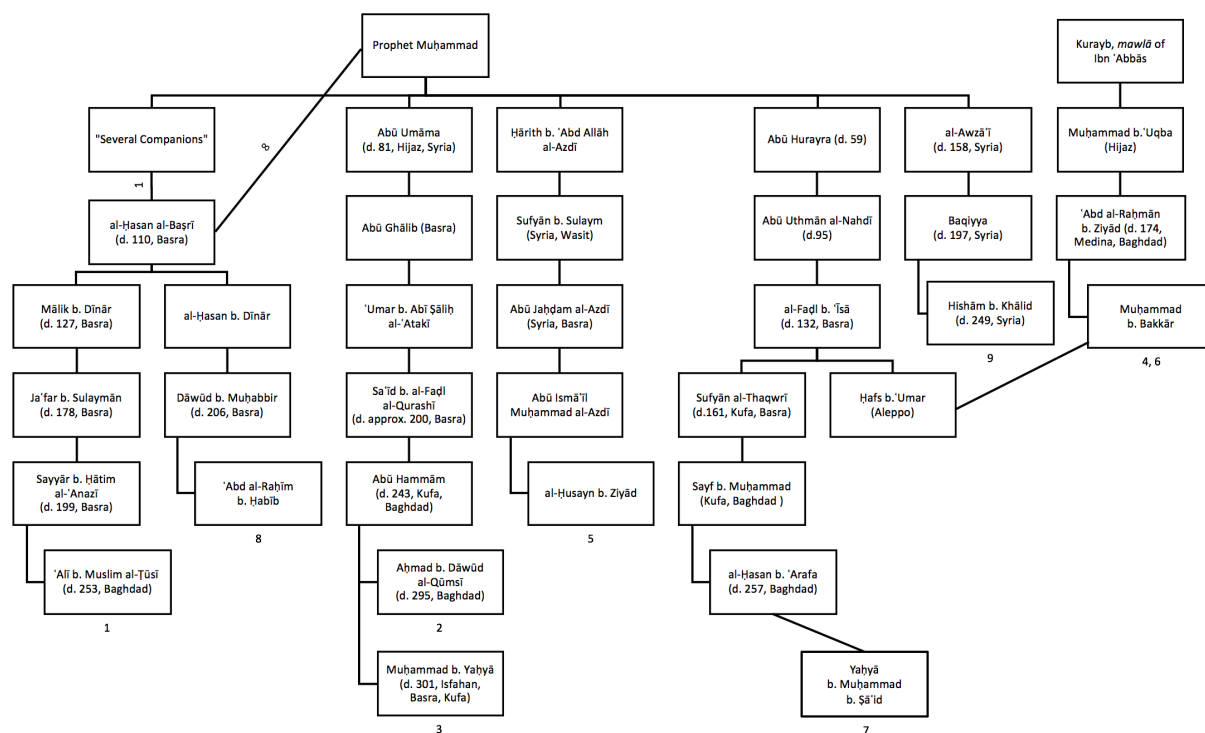 Prophet Muḥammad
Kurayb, mawlā of
Ibn ʿAbbās
"Several Companions"
8
Abū Umāma
(d. 81, Hijaz, Syria)
Ḥārith b. ʿAbd Allāh
al-Azdī
Abū Hurayra (d. 59)
al-Awzāʿī
(d. 158, Syria)
Muḥammad b.ʿUqba
(Hijaz)
1
al-Ḥasan al-Baṣrī
(d. 110, Basra)
Abū Ghālib (Basra)
Sufyān b. Sulaym
(Syria, Wasit)
Abū Uthmān al-Nahdī
(d.95)
Baqiyya
(d. 197, Syria)
ʿAbd al-Raḥmān
b. Ziyād (d. 174,
Medina, Baghdad)
Mālik b. Dīnār
(d. 127, Basra)
al-Ḥasan b. Dīnār
ʿUmar b. Abī Ṣāliḥ
al-ʿAtakī
Abū Jahḍam al-Azdī
(Syria, Basra)
al-Faḍl b. ʿĪsā
(d. 132, Basra)
Hishām b. Khālid
(d. 249, Syria)
9
Muḥammad
b. Bakkār
4, 6
Jaʿfar b. Sulaymān
(d. 178, Basra)
Dāwūd b. Muḥabbir
(d. 206, Basra)
Saʿīd b. al-Faḍl
al-Qurashī
(d. approx. 200, Basra)
Abū Ismāʿīl
Muḥammad al-Azdī
Sufyān al-Thaqwrī
(d.161, Kufa, Basra)
Ḥafs b.ʿUmar
(Aleppo)
Sayyār b. Ḥātim
al-ʿAnazī
(d. 199, Basra)
ʿAbd al-Raḥīm
b. Ḥabīb
8
Abū Hammām
(d. 243, Kufa,
Baghdad)
al-Ḥusayn b. Ziyād
5
Sayf b. Muḥammad
(Kufa, Baghdad )
ʿAlī b. Muslim al-Ṭūsī
(d. 253, Baghdad)
1
Aḥmad b. Dāwūd
al-Qūmsī
(d. 295, Baghdad)
2
al-Ḥasan b. ʿArafa
(d. 257, Baghdad)
Muḥammad b. Yaḥyā
(d. 301, Isfahan,
Basra, Kufa)
3
Yaḥyā
b. Muḥammad
b. Ṣāʿid
7